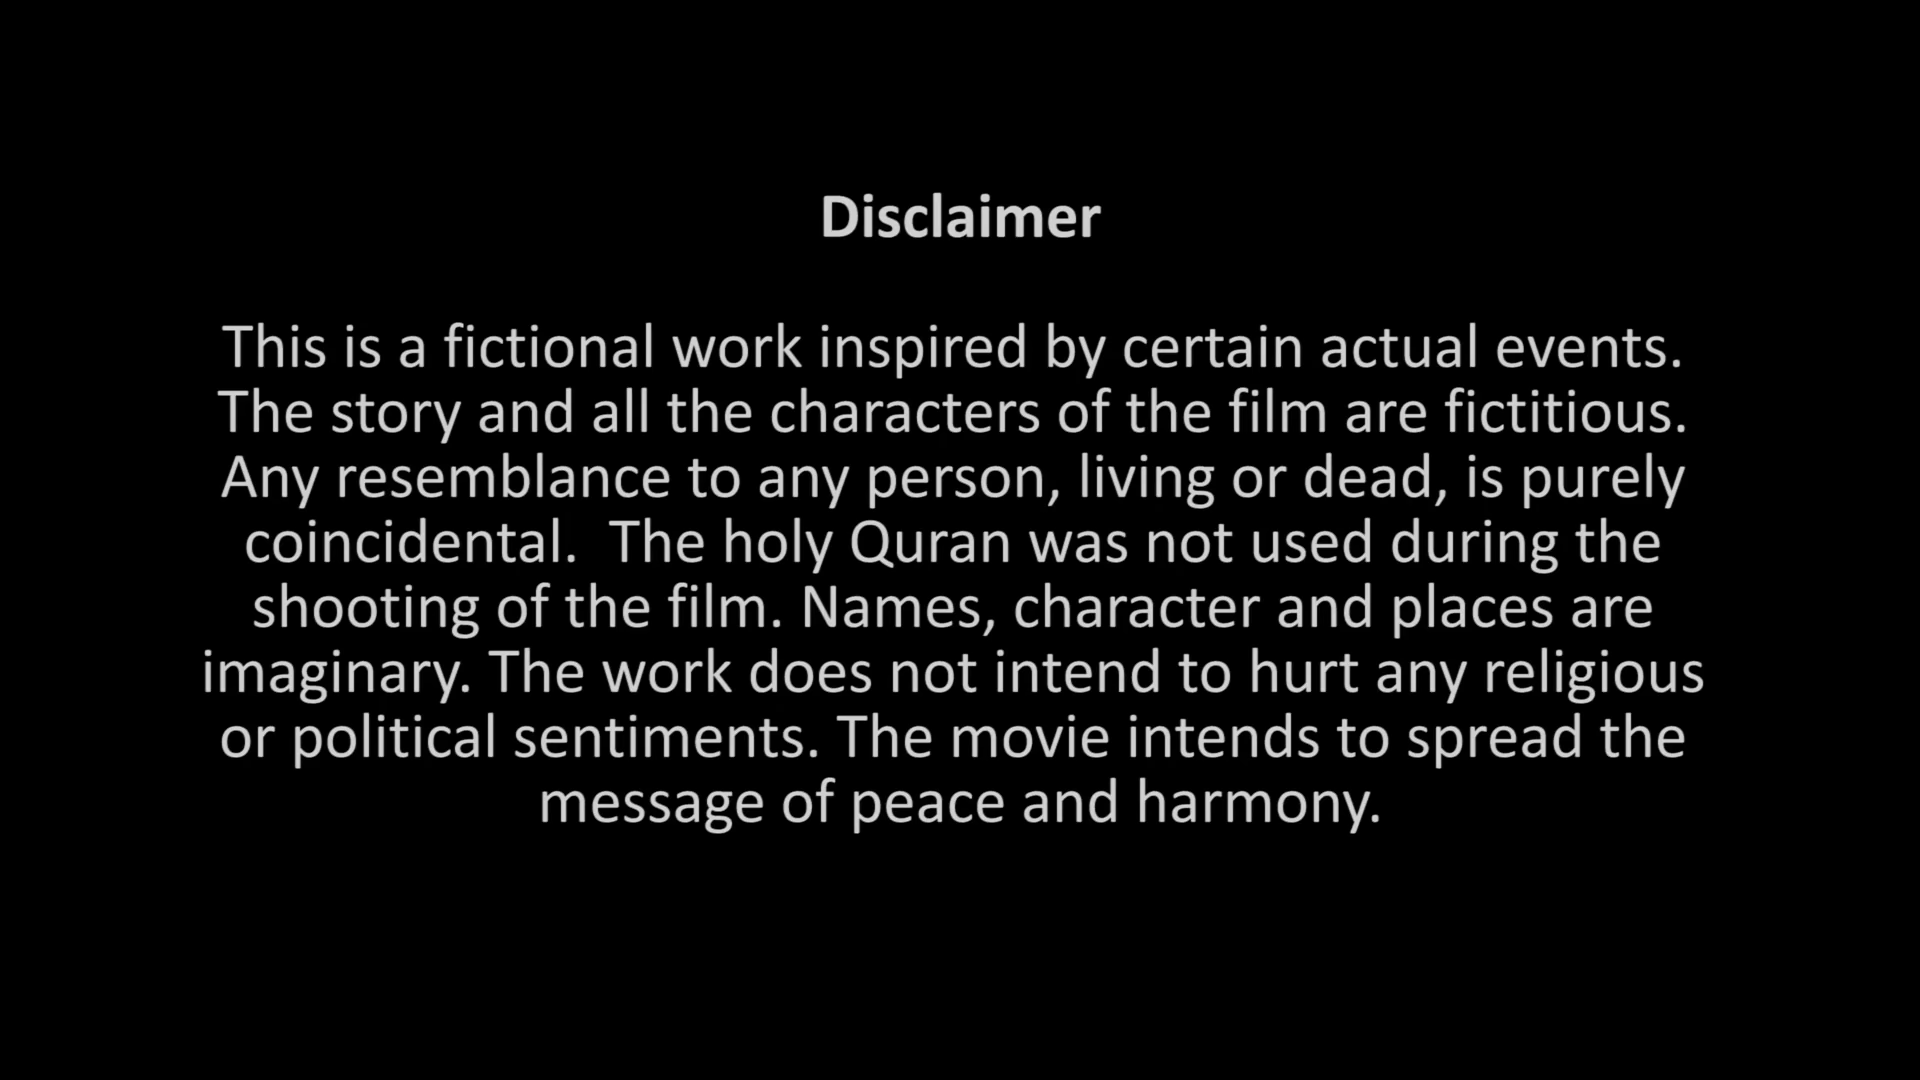 Disclaimer
This is a fictional work inspired by certain actual events.
The story and all the characters of the film are fictitious.
Any resemblance to any person, living or dead, is purely
coincidental.  The holy Quran was not used during the
shooting of the film. Names, character and places are
imaginary. The work does not intend to hurt any religious
or political sentiments. The movie intends to spread the
message of peace and harmony.